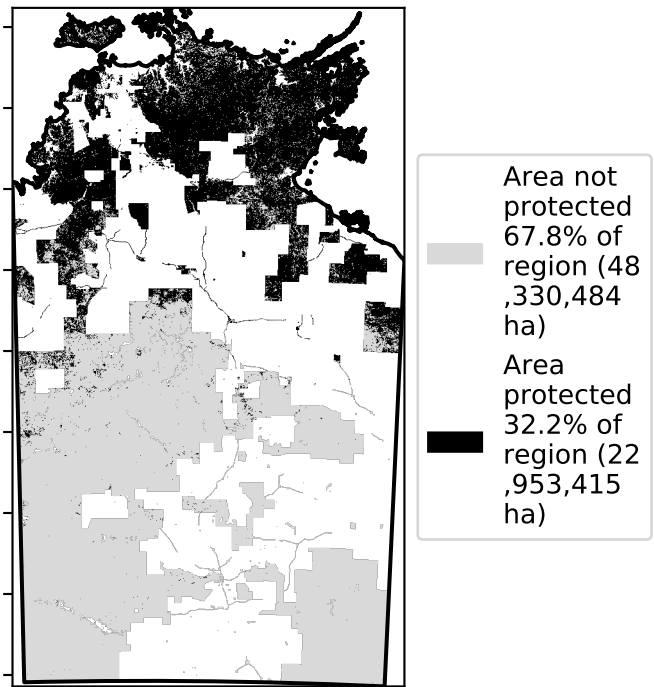 Area not
protected
67.8% of
region (48
,330,484
ha)
Area
protected
32.2% of
region (22
,953,415
ha)